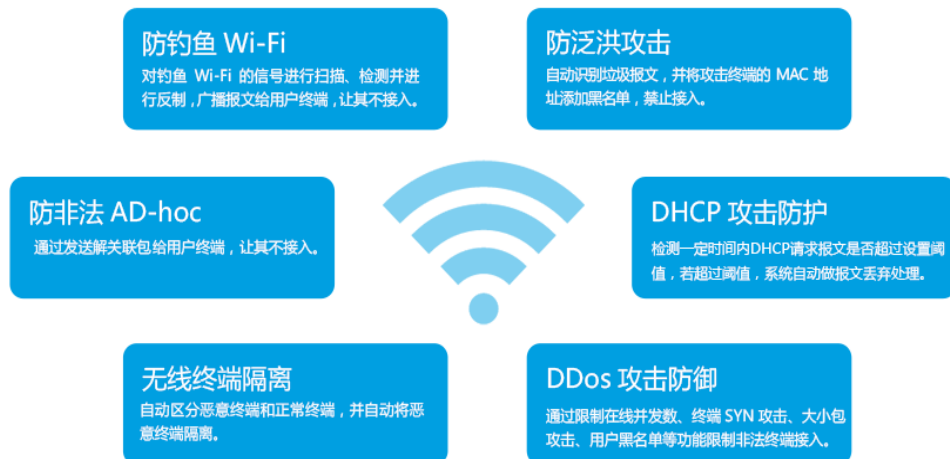 防钓鱼 Wi-Fi
对钓鱼 Wi-Fi 的信号进行扫描、检测并进
行反制，广播报文给用户终端，让其不接入。
防泛洪攻击
自动识别垃圾报文，并将攻击终端的 MAC 地
址添加黑名单，禁止接入。
防非法 AD-hoc
通过发送解关联包给用户终端，让其不接入。
DHCP 攻击防护
检测一定时间内DHCP请求报文是否超过设置阈
值，若超过阈值，系统自动做报文丢弃处理。
无线终端隔离
自动区分恶意终端和正常终端，并自动将恶
意终端隔离。
DDos 攻击防御
通过限制在线并发数、终端 SYN 攻击、大小包
攻击、用户黑名单等功能限制非法终端接入。